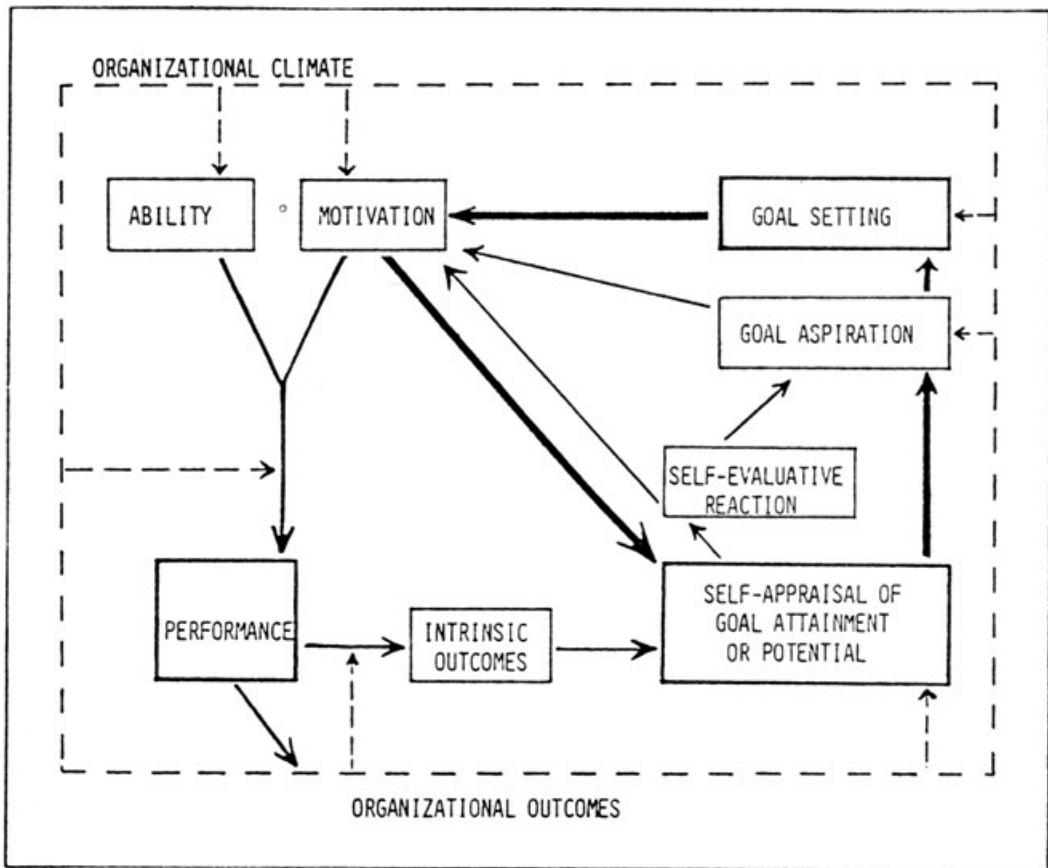 ORGANIZATIONAL CLIMATE
ABILITY
MOTIVATION
GOAL SETTING
GOAL ASPIRATION
SELF-EVALUATIVE
REACTION
PERFORMANCE
INTRINSIC
OUTCOMES
SELF-APPRAISAL OF
GOAL ATTAINMENT
OR POTENTIAL
ORGANIZATIONAL OUTCOMES